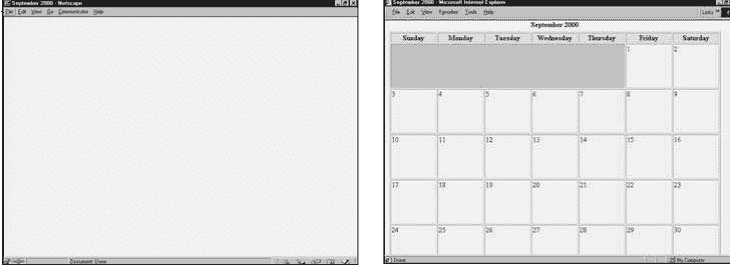 September 2000 - Netscape
File Edit View Go Communicator Help
Document: Done
September 2000 - Microsoft Internet Explorer
File Edit View Favorites Tools Help
Links »
September 2000
Sunday Monday Tuesday Wednesday Thursday Friday Saturday
1 2
3 4 5 6 7 8 9
10 11 12 13 14 15 16
17 18 19 20 21 22 23
24 25 26 27 28 29 30
Done
My Computer